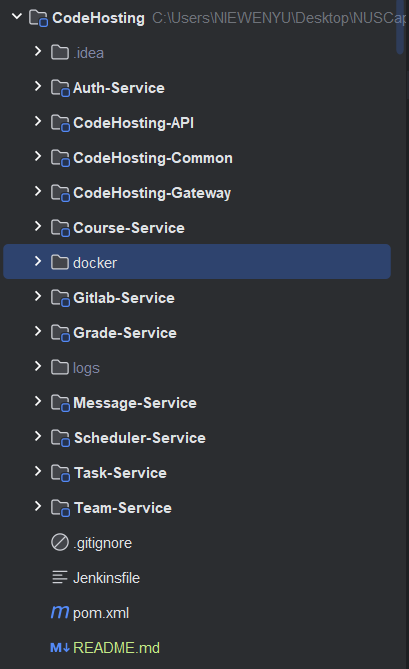 CodeHosting C:\Users\NIEWENYU\Desktop\NUSCap
.idea
Auth-Service
CodeHosting-API
CodeHosting-Common
CodeHosting-Gateway
Course-Service
docker
Gitlab-Service
Grade-Service
logs
Message-Service
Scheduler-Service
Task-Service
Team-Service
.gitignore
Jenkinsfile
m pom.xml
M↓ README.md